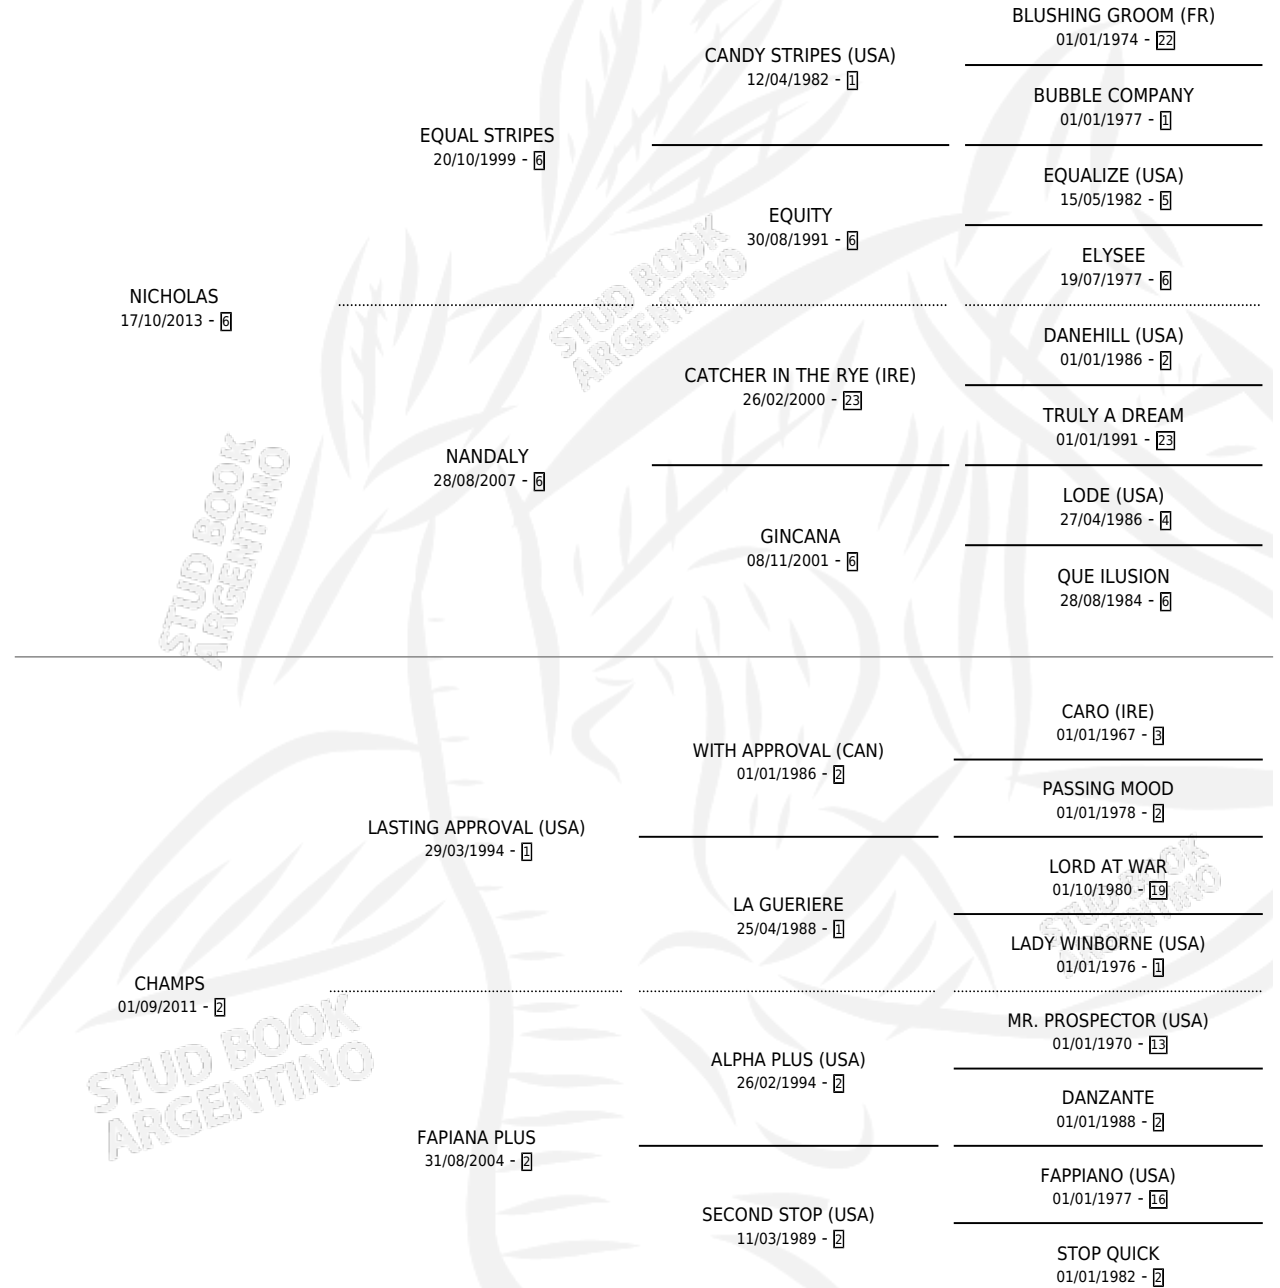 BLUSHING GROOM (FR)
01/01/1974 - 22
CANDY STRIPES (USA)
12/04/1982 - 1
BUBBLE COMPANY
01/01/1977 - 1
EQUAL STRIPES
20/10/1999 - 6
EQUALIZE (USA)
15/05/1982 - 5
EQUITY
30/08/1991 - 6
ELYSEE
19/07/1977 - 6
NICHOLAS
17/10/2013 - 6
DANEHILL (USA)
01/01/1986 - 2
CATCHER IN THE RYE (IRE)
26/02/2000 - 23
TRULY A DREAM
01/01/1991 - 23
NANDALY
28/08/2007 - 6
LODE (USA)
27/04/1986 - 4
GINCANA
08/11/2001 - 6
QUE ILUSION
28/08/1984 - 6
CARO (IRE)
01/01/1967 - 3
WITH APPROVAL (CAN)
01/01/1986 - 2
PASSING MOOD
01/01/1978 - 2
LASTING APPROVAL (USA)
29/03/1994 - 1
LORD AT WAR
01/10/1980 - 19
LA GUERIERE
25/04/1988 - 1
LADY WINBORNE (USA)
01/01/1976 - 1
CHAMPS
01/09/2011 - 2
MR. PROSPECTOR (USA)
01/01/1970 - 13
ALPHA PLUS (USA)
26/02/1994 - 2
DANZANTE
01/01/1988 - 2
FAPIANA PLUS
31/08/2004 - 2
FAPPIANO (USA)
01/01/1977 - 16
SECOND STOP (USA)
11/03/1989 - 2
STOP QUICK
01/01/1982 - 2
STUD BOOK
ARGENTINO
STUD BOOK
ARGENTINO
STUD BOOK
ARGENTINO
STUD BOOK
ARGENTINO